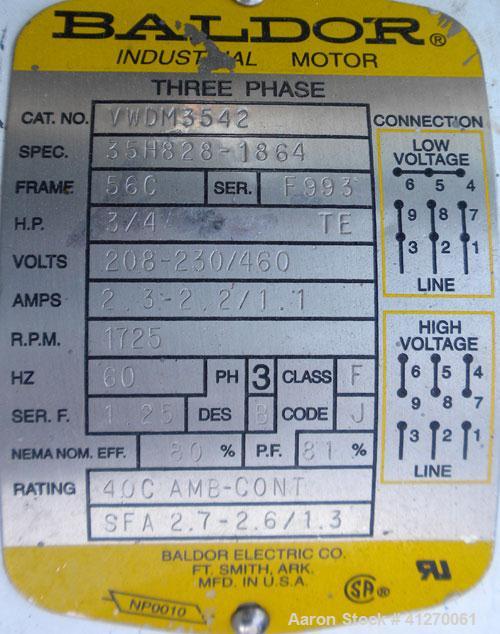 BALDOR®
INDUSTRIAL MOTOR
THREE PHASE
CAT. NO. VWDM3542
SPEC. 35H828-1864
FRAME 56C SER. F993
H.P. 3/4 TE
VOLTS 208-230/460
AMPS 2.3-2.2/1.1
R.P.M. 1725
HZ 60 PH 3 CLASS F
SER. F. 1.25 DES B CODE J
NEMA NOM. EFF. 80 % P.F. 81 %
RATING 40C AMB-CONT
SFA 2.7-2.6/1.3
CONNECTION
LOW
VOLTAGE
6 5 4
9 8 7
3 2 1
LINE
HIGH
VOLTAGE
6 5 4
9 8 7
3 2 1
LINE
BALDOR ELECTRIC CO.
FT. SMITH, ARK.
MFD. IN U.S.A.
NP0010
SA®
Aaron Stock # 41270061